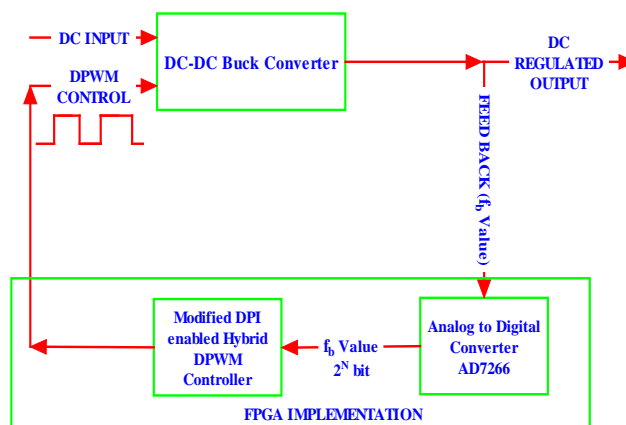 DC INPUT
DPWM
CONTROL
DC-DC Buck Converter
DC
REGULATED
OUTPUT
FEED BACK (fb Value)
Modified DPI
enabled Hybrid
DPWM
Controller
fb Value
2^N bit
Analog to Digital
Converter
AD7266
FPGA IMPLEMENTATION